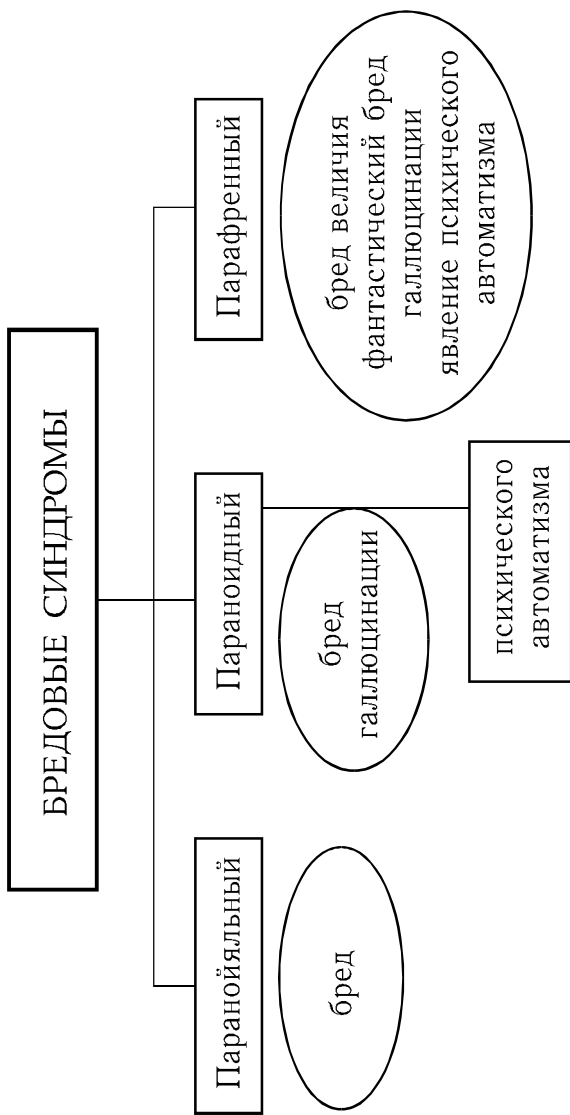 БРЕДОВЫЕ СИНДРОМЫ
Паранойяльный
Параноидный
Парафренный
бред
бред
галлюцинации
бред величия
фантастический бред
галлюцинации
явление психического
автоматизма
психического
автоматизма